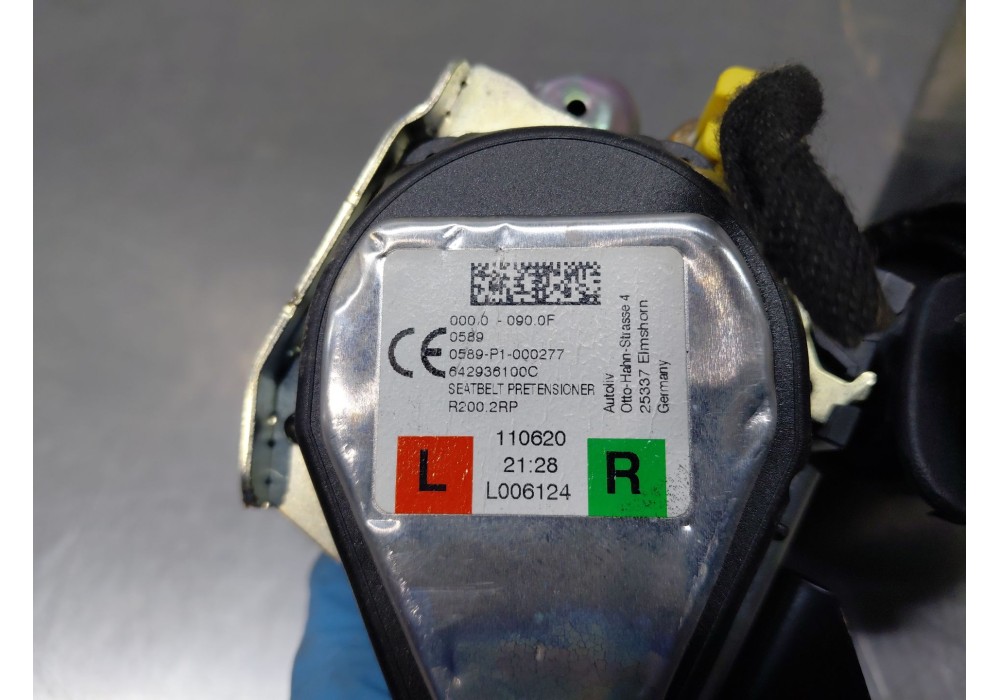 000.0 - 090.0F
CE
0589
0589-P1-000277
642936100C
SEATBELT PRETENSIONER
R200.2RP
Autoliv
Otto-Hahn-Strasse 4
25337 Elmshorn
Germany
L
110620
21:28
L006124
R